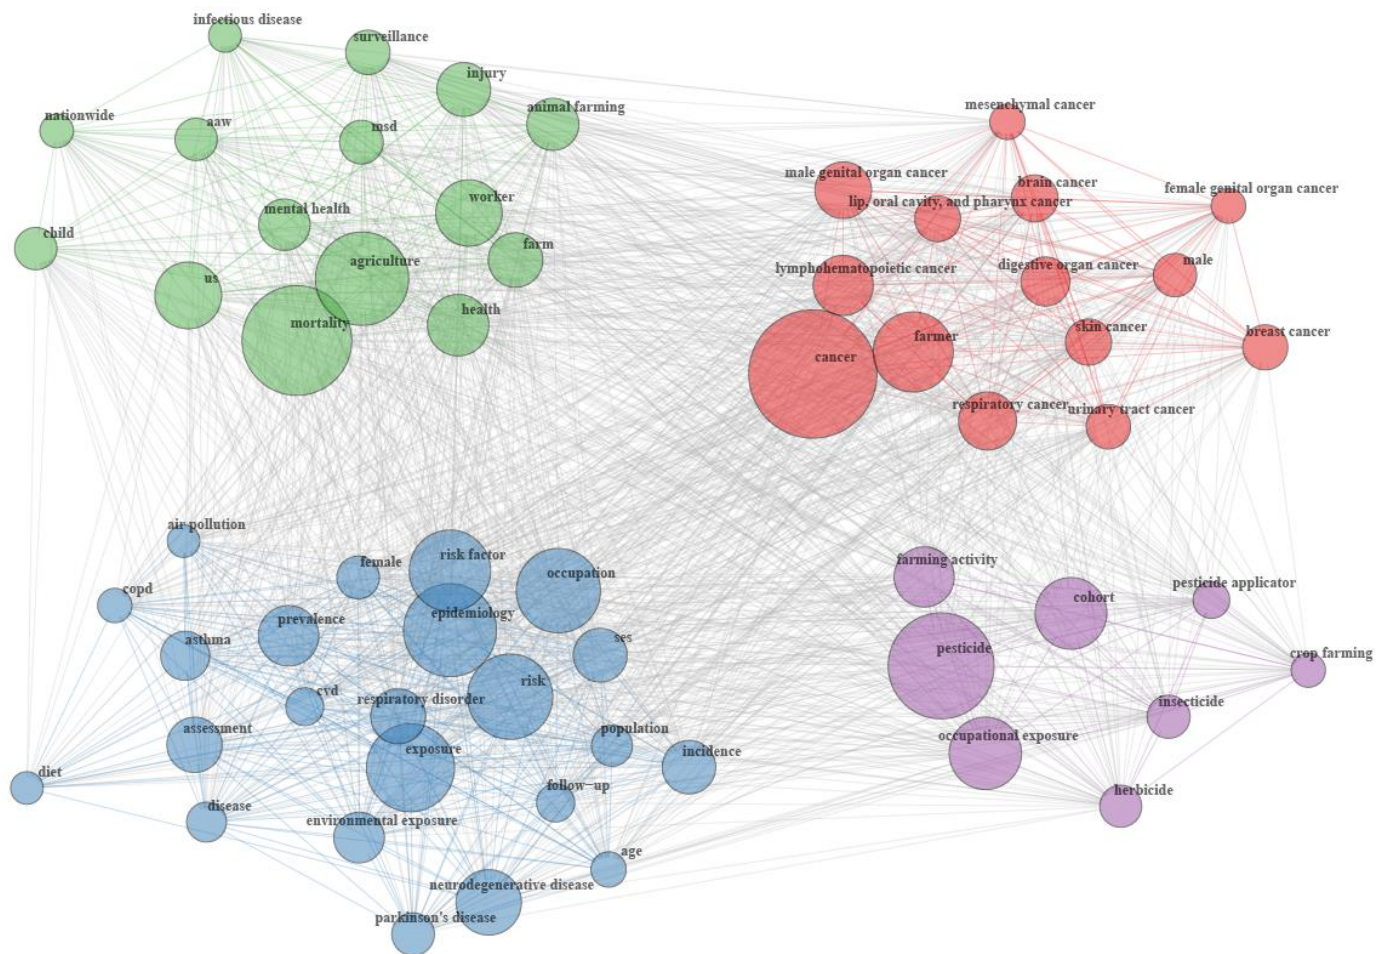 infectious disease
surveillance
injury
animal farming
nationwide
aaw
msd
worker
mental health
child
farm
agriculture
us
health
mortality
mesenchymal cancer
male genital organ cancer
brain cancer
female genital organ cancer
lip, oral cavity, and pharynx cancer
lymphohematopoietic cancer
digestive organ cancer
male
skin cancer
breast cancer
farmer
cancer
respiratory cancer
urinary tract cancer
air pollution
female
risk factor
occupation
copd
epidemiology
prevalence
asthma
ses
risk
cvd
respiratory disorder
assessment
population
exposure
incidence
diet
follow-up
disease
environmental exposure
age
neurodegenerative disease
parkinson's disease
farming activity
cohort
pesticide applicator
pesticide
crop farming
insecticide
occupational exposure
herbicide